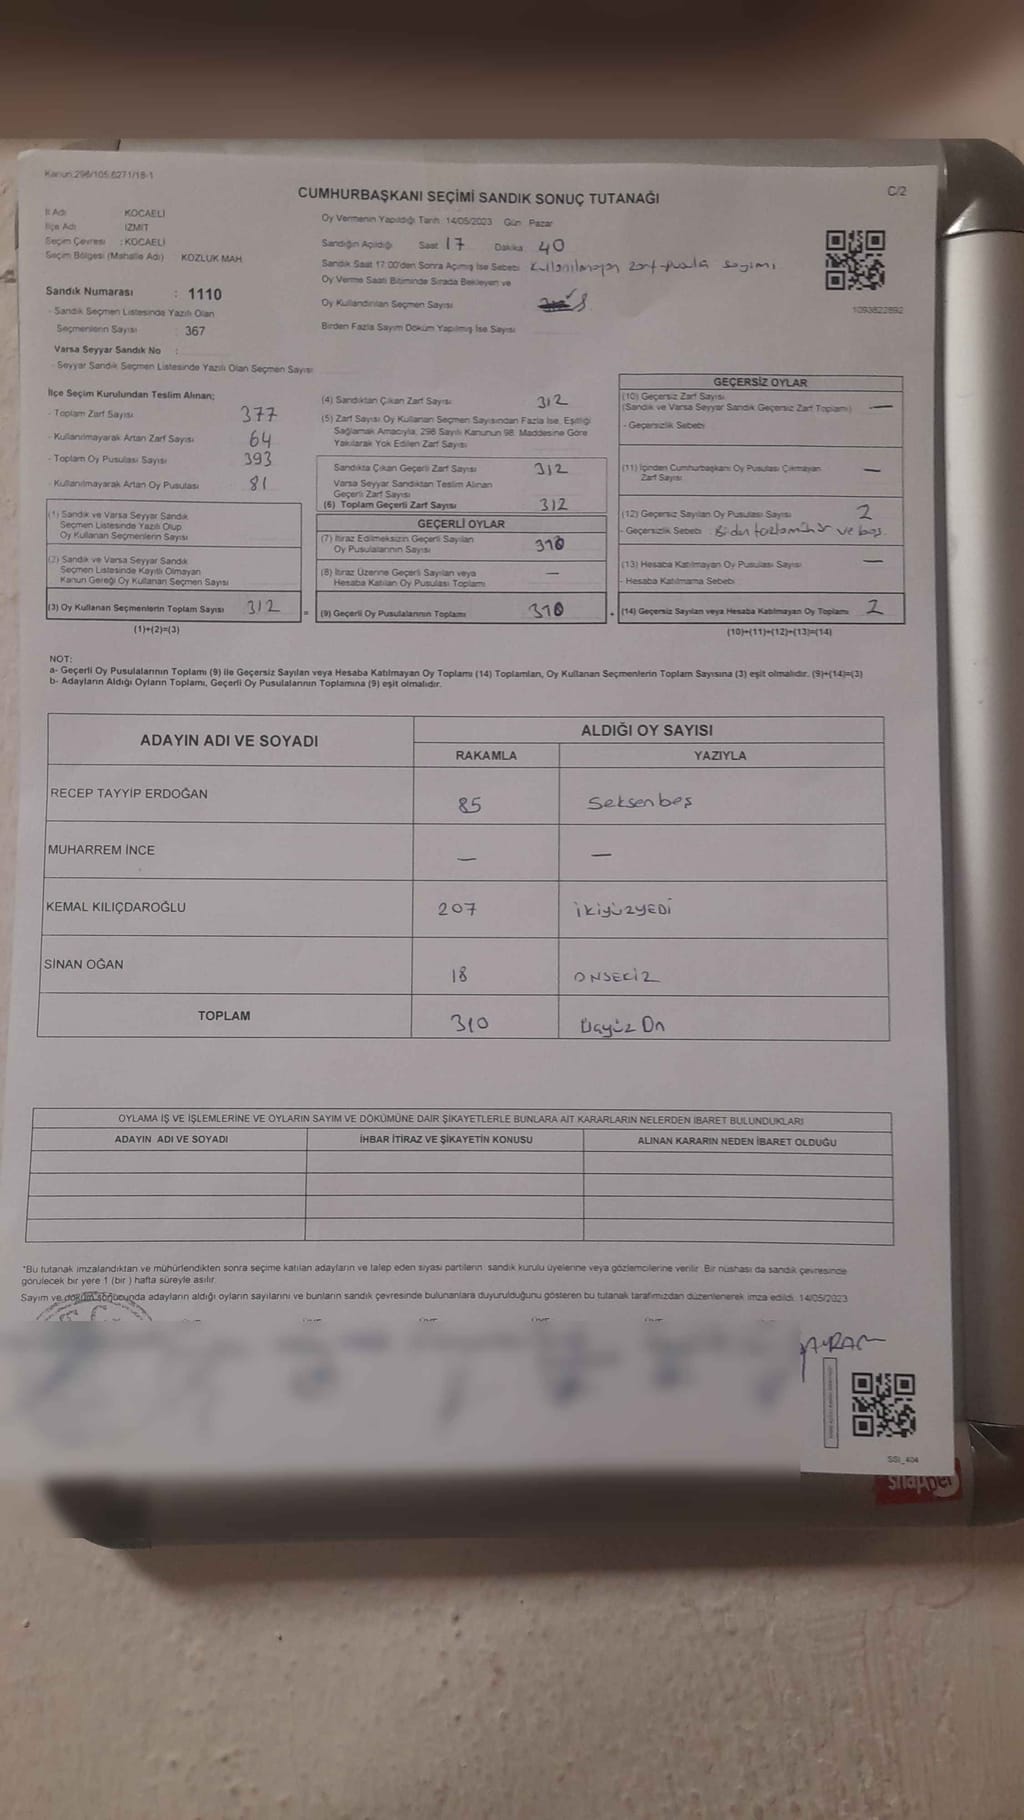 Kanun:298/105,6271/18-1
C/2
CUMHURBAŞKANI SEÇİMİ SANDIK SONUÇ TUTANAĞI
İl Adı KOCAELİ
İlçe Adı İZMİT
Seçim Çevresi : KOCAELİ
Seçim Bölgesi (Mahalle Adı) KOZLUK MAH
Sandık Numarası : 1110
- Sandık Seçmen Listesinde Yazılı Olan
Seçmenlerin Sayısı : 367
Varsa Seyyar Sandık No :
- Seyyar Sandık Seçmen Listesinde Yazılı Olan Seçmen Sayısı
Oy Vermenin Yapıldığı Tarih 14/05/2023 Gün Pazar
Sandığın Açıldığı Saat 17 Dakika 40
Sandık Saat 17:00'den Sonra Açımış İse Sebebi Kullanılmayan zarf-pusula sayımı
Oy Verme Saati Bitiminde Sırada Bekleyen ve
Oy Kullandırılan Seçmen Sayısı
Birden Fazla Sayım Döküm Yapılmış İse Sayısı
1093822892
İlçe Seçim Kurulundan Teslim Alınan;
- Toplam Zarf Sayısı 377
- Kullanılmayarak Artan Zarf Sayısı 64
- Toplam Oy Pusulası Sayısı 393
- Kullanılmayarak Artan Oy Pusulası 81
(1) Sandık ve Varsa Seyyar Sandık
Seçmen Listesinde Yazılı Olup
Oy Kullanan Seçmenlerin Sayısı
(2) Sandık ve Varsa Seyyar Sandık
Seçmen Listesinde Kayıtlı Olmayan
Kanun Gereği Oy Kullanan Seçmen Sayısı
(3) Oy Kullanan Seçmenlerin Toplam Sayısı 312
(1)+(2)=(3)
=
(4) Sandıktan Çıkan Zarf Sayısı 312
(5) Zarf Sayısı Oy Kullanan Seçmen Sayısından Fazla İse, Eşitliği
Sağlamak Amacıyla, 298 Sayılı Kanunun 98. Maddesine Göre
Yakılarak Yok Edilen Zarf Sayısı
Sandıkta Çıkan Geçerli Zarf Sayısı 312
Varsa Seyyar Sandıktan Teslim Alınan
Geçerli Zarf Sayısı
(6) Toplam Geçerli Zarf Sayısı 312
GEÇERLİ OYLAR
(7) İtiraz Edilmeksizin Geçerli Sayılan
Oy Pusulalarının Sayısı 310
(8) İtiraz Üzerine Geçerli Sayılan veya
Hesaba Katılan Oy Pusulası Toplamı —
(9) Geçerli Oy Pusulalarının Toplamı 310
+
GEÇERSİZ OYLAR
(10) Geçersiz Zarf Sayısı
(Sandık ve Varsa Seyyar Sandık Geçersiz Zarf Toplamı) —
- Geçersizlik Sebebi
(11) İçinden Cumhurbaşkanı Oy Pusulası Çıkmayan
Zarf Sayısı —
(12) Geçersiz Sayılan Oy Pusulası Sayısı 2
- Geçersizlik Sebebi Birden fazla mühür ve boş.
(13) Hesaba Katılmayan Oy Pusulası Sayısı —
- Hesaba Katılmama Sebebi
(14) Geçersiz Sayılan veya Hesaba Katılmayan Oy Toplamı 2
(10)+(11)+(12)+(13)=(14)
NOT:
a- Geçerli Oy Pusulalarının Toplamı (9) ile Geçersiz Sayılan veya Hesaba Katılmayan Oy Toplamı (14) Toplamları, Oy Kullanan Seçmenlerin Toplam Sayısına (3) eşit olmalıdır. (9)+(14)=(3)
b- Adayların Aldığı Oyların Toplamı, Geçerli Oy Pusulalarının Toplamına (9) eşit olmalıdır.
ADAYIN ADI VE SOYADI ALDIĞI OY SAYISI
RAKAMLA YAZIYLA
RECEP TAYYİP ERDOĞAN 85 Seksenbeş
MUHARREM İNCE — —
KEMAL KILIÇDAROĞLU 207 İKİYÜZYEDİ
SİNAN OĞAN 18 ONSEKİZ
TOPLAM 310 Üçyüz On
OYLAMA İŞ VE İŞLEMLERİNE VE OYLARIN SAYIM VE DÖKÜMÜNE DAİR ŞİKAYETLERLE BUNLARA AİT KARARLARIN NELERDEN İBARET BULUNDUKLARI
ADAYIN ADI VE SOYADI İHBAR İTİRAZ VE ŞİKAYETİN KONUSU ALINAN KARARIN NEDEN İBARET OLDUĞU
*Bu tutanak imzalandıktan ve mühürlendikten sonra seçime katılan adayların ve talep eden siyasi partilerin sandık kurulu üyelerine veya gözlemcilerine verilir. Bir nüshası da sandık çevresinde
görülecek bir yere 1 (bir) hafta süreyle asılır.
Sayım ve döküm sonucunda adayların aldığı oyların sayılarını ve bunların sandık çevresinde bulunanlara duyurulduğunu gösteren bu tutanak tarafımızdan düzenlenerek imza edildi. 14/05/2023
SSI_404